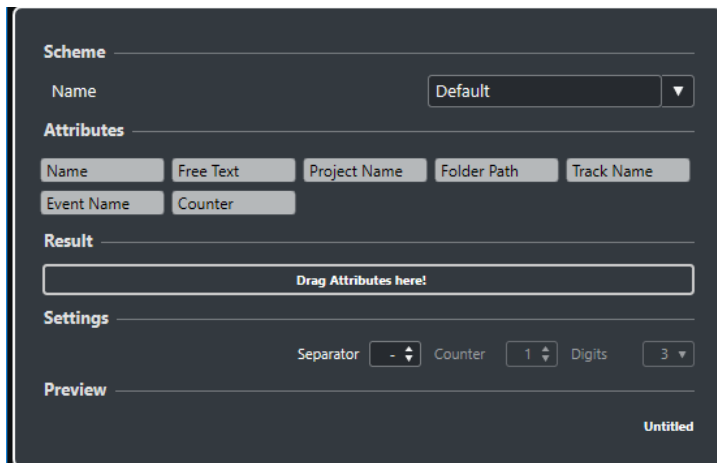 Scheme
Name Default
Attributes
Name Free Text Project Name Folder Path Track Name
Event Name Counter
Result
Drag Attributes here!
Settings
Separator - Counter 1 Digits 3
Preview
Untitled